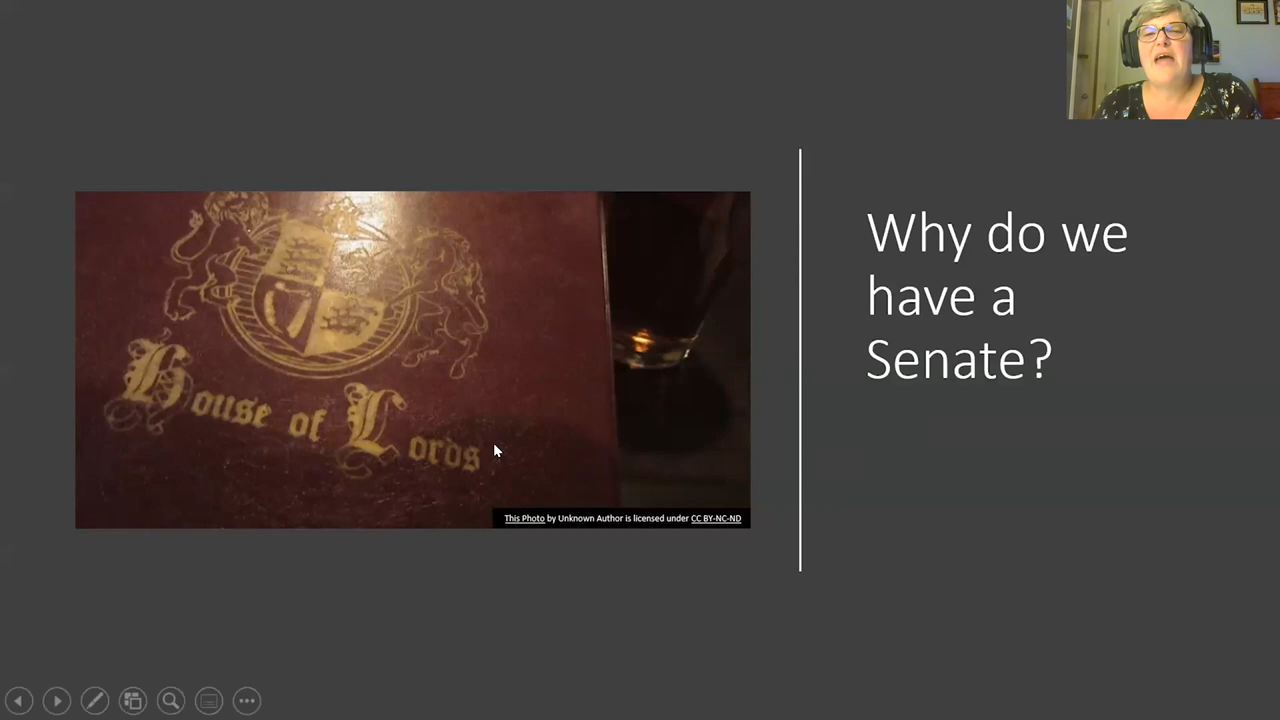 House of Lords
This Photo by Unknown Author is licensed under CC BY-NC-ND
Why do we
have a
Senate?